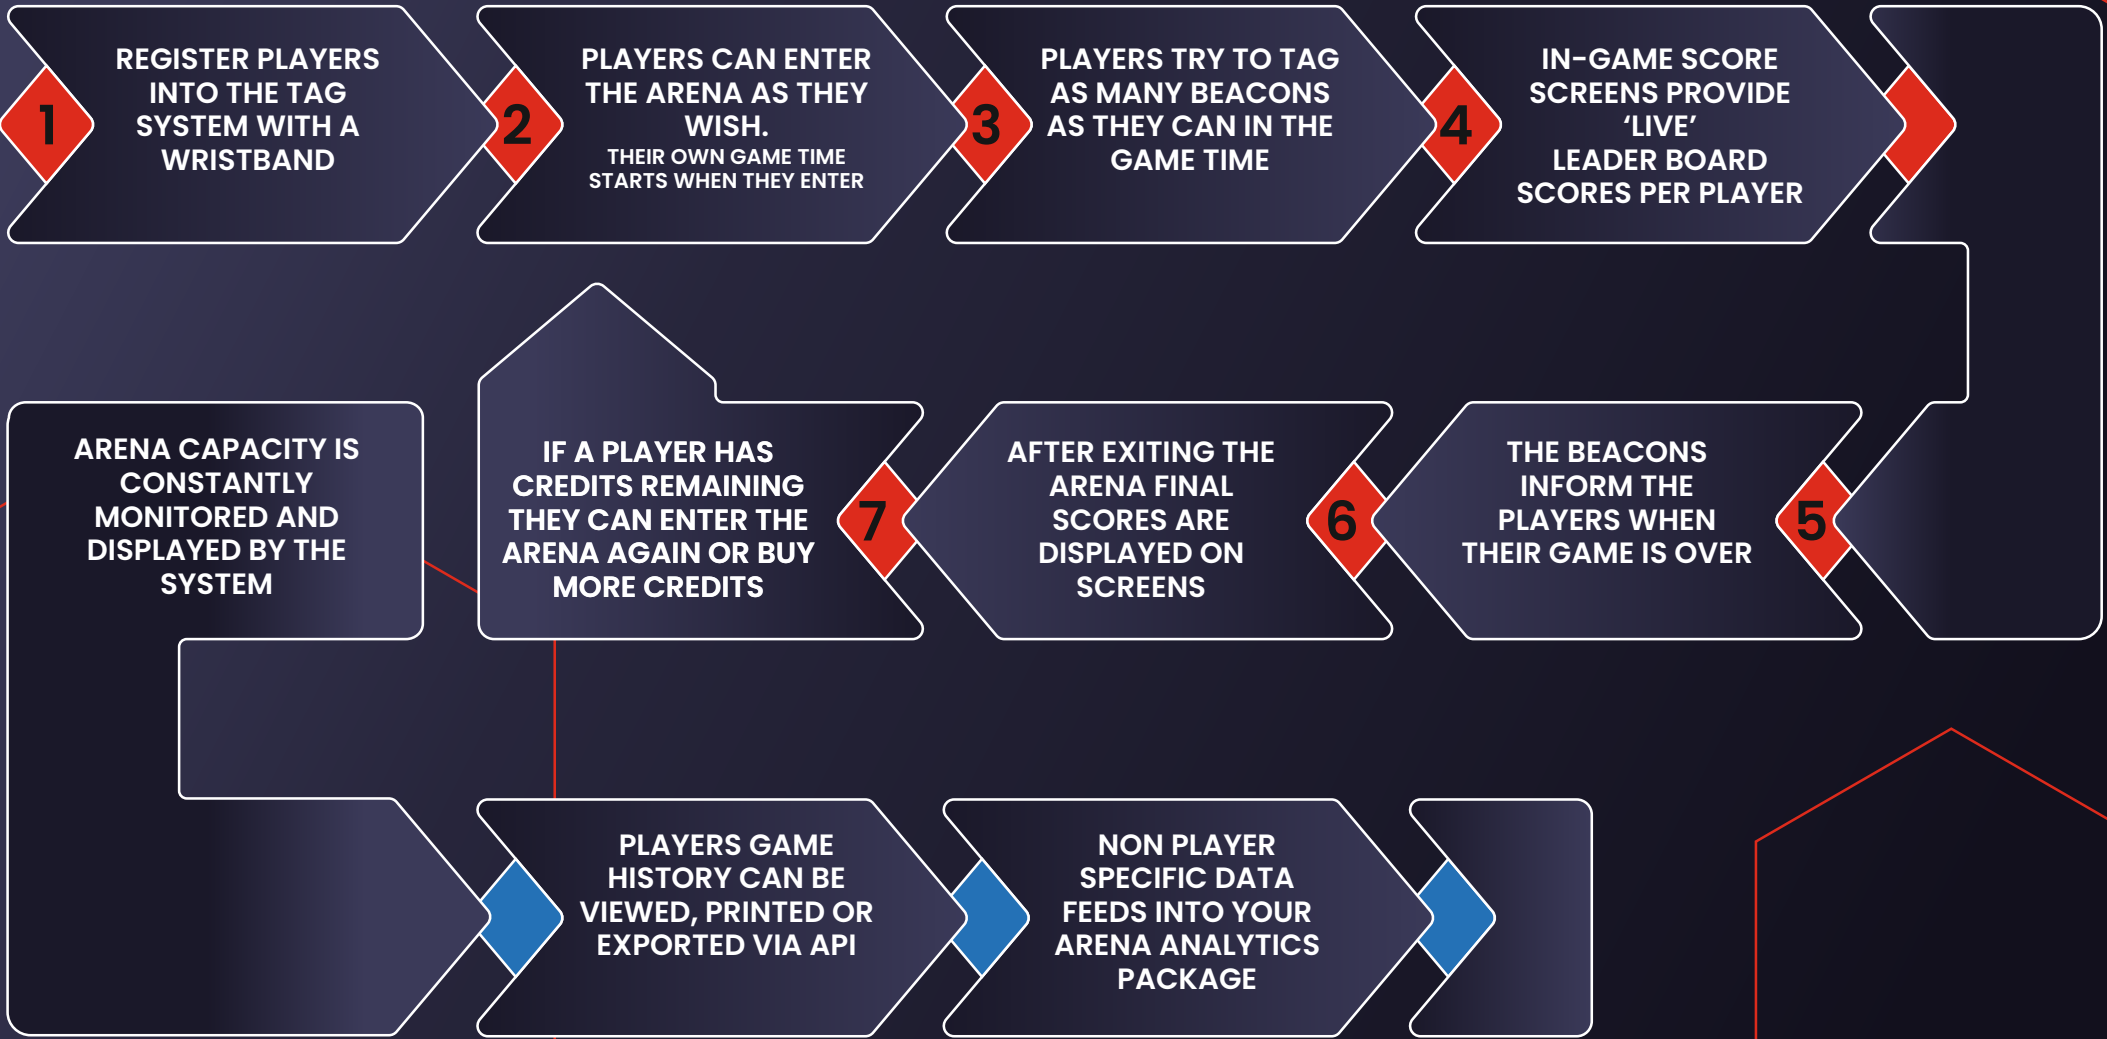 1
REGISTER PLAYERS
INTO THE TAG
SYSTEM WITH A
WRISTBAND
2
PLAYERS CAN ENTER
THE ARENA AS THEY
WISH.
THEIR OWN GAME TIME
STARTS WHEN THEY ENTER
3
PLAYERS TRY TO TAG
AS MANY BEACONS
AS THEY CAN IN THE
GAME TIME
4
IN-GAME SCORE
SCREENS PROVIDE
‘LIVE’
LEADER BOARD
SCORES PER PLAYER
5
THE BEACONS
INFORM THE
PLAYERS WHEN
THEIR GAME IS OVER
6
AFTER EXITING THE
ARENA FINAL
SCORES ARE
DISPLAYED ON
SCREENS
7
IF A PLAYER HAS
CREDITS REMAINING
THEY CAN ENTER THE
ARENA AGAIN OR BUY
MORE CREDITS
ARENA CAPACITY IS
CONSTANTLY
MONITORED AND
DISPLAYED BY THE
SYSTEM
PLAYERS GAME
HISTORY CAN BE
VIEWED, PRINTED OR
EXPORTED VIA API
NON PLAYER
SPECIFIC DATA
FEEDS INTO YOUR
ARENA ANALYTICS
PACKAGE